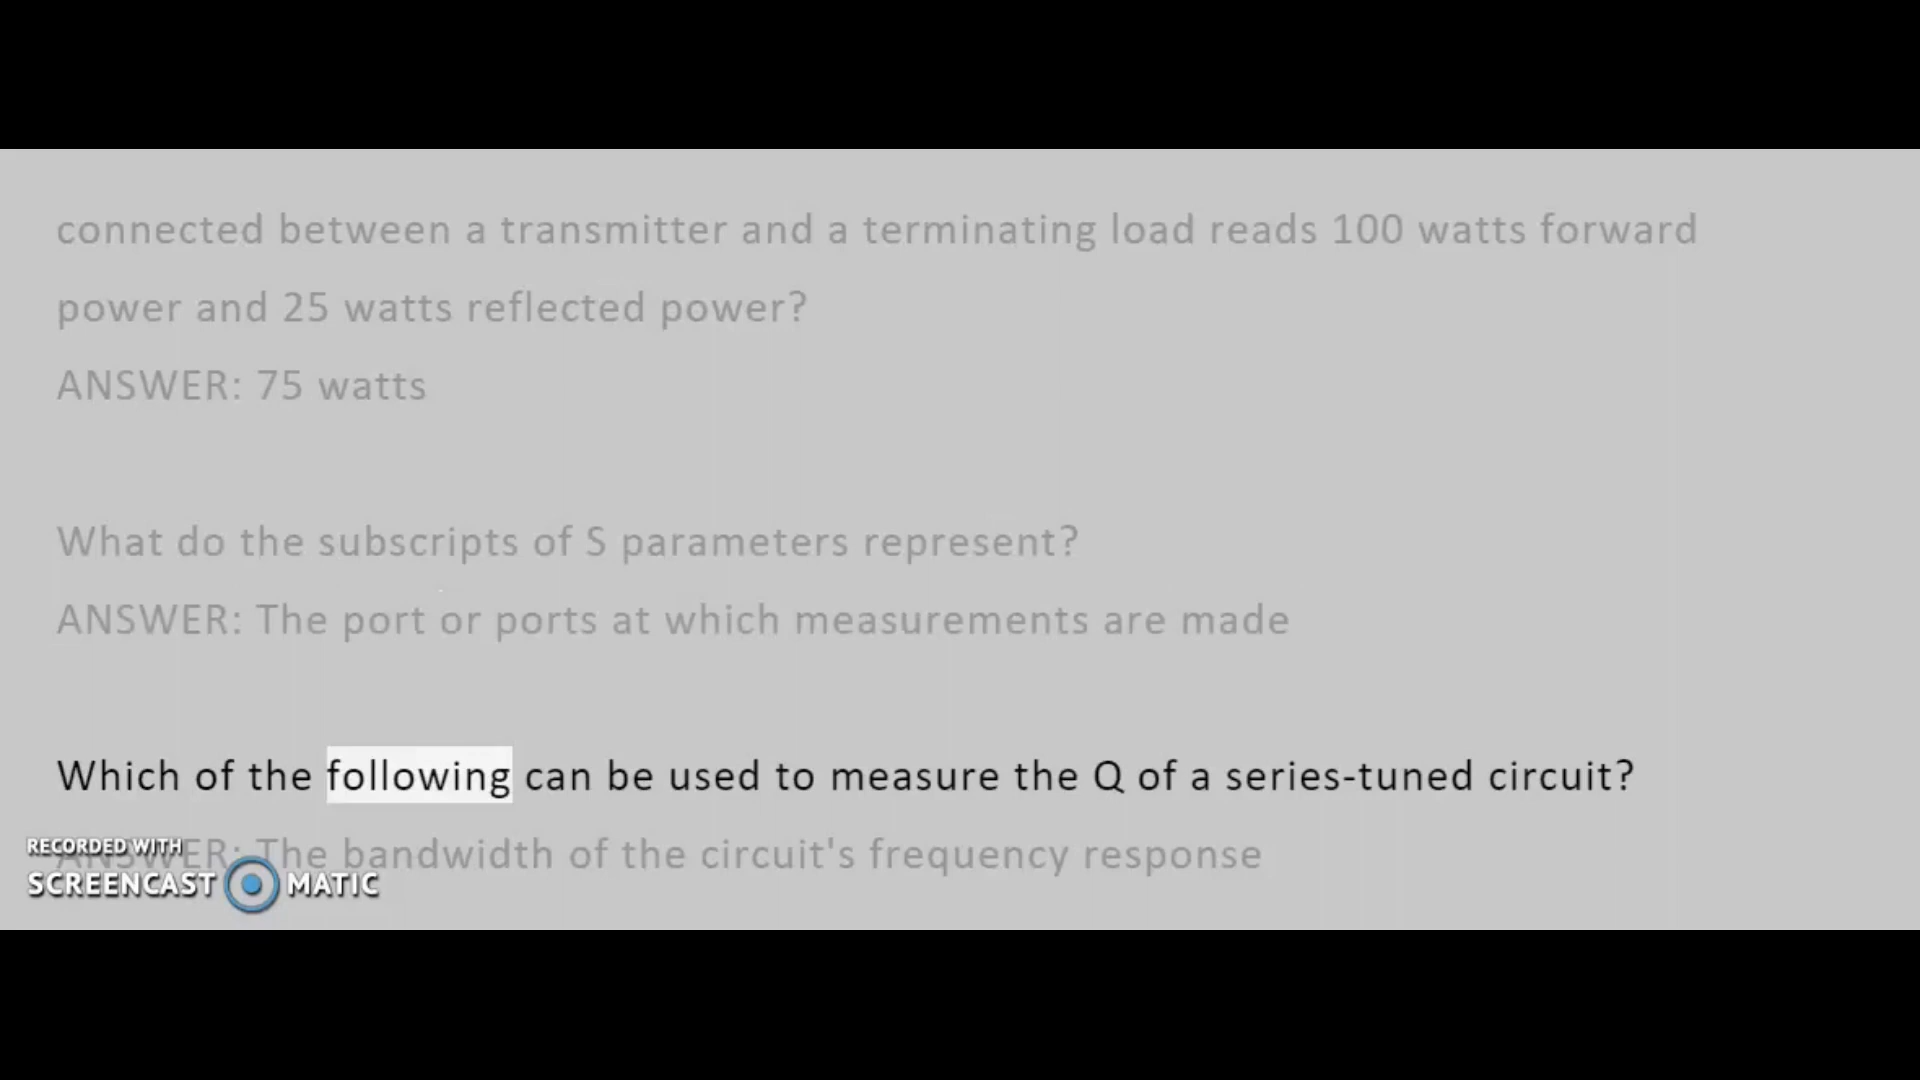 connected between a transmitter and a terminating load reads 100 watts forward
power and 25 watts reflected power?
ANSWER: 75 watts
What do the subscripts of S parameters represent?
ANSWER: The port or ports at which measurements are made
Which of the following can be used to measure the Q of a series-tuned circuit?
ANSWER: The bandwidth of the circuit's frequency response
RECORDED WITH
SCREENCAST MATIC